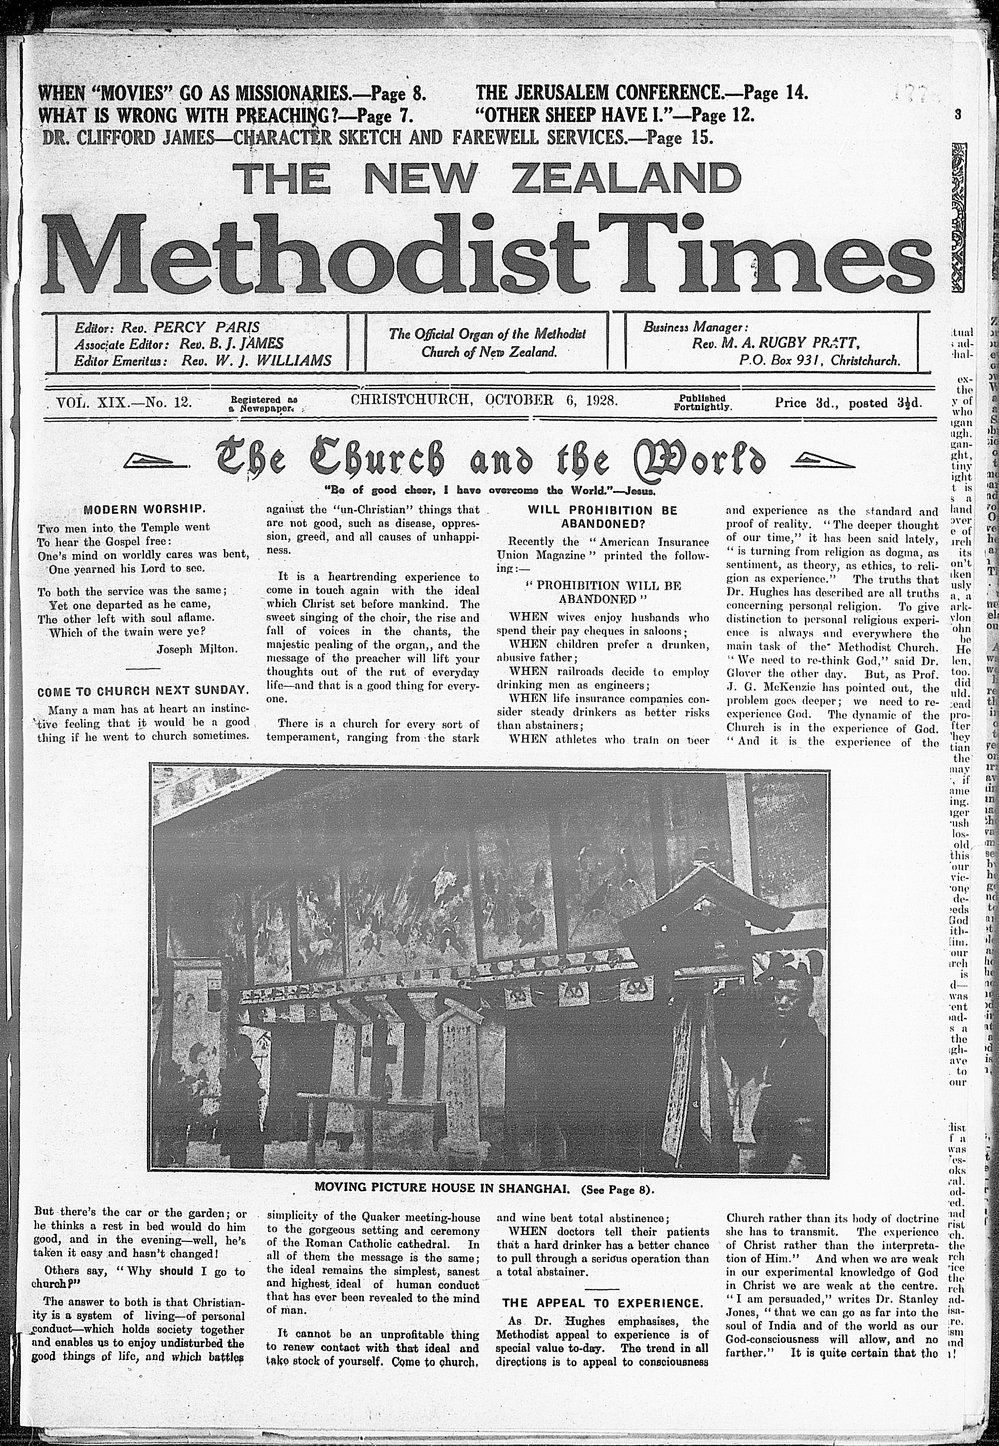 WHEN "MOVIES" GO AS MISSIONARIES.—Page 8.
THE JERUSALEM CONFERENCE.—Page 14.
WHAT IS WRONG WITH PREACHING?—Page 7.
"OTHER SHEEP HAVE I."—Page 12.
DR. CLIFFORD JAMES—CHARACTER SKETCH AND FAREWELL SERVICES.—Page 15.
3
THE NEW ZEALAND
Methodist Times
Editor: Rev. PERCY PARIS
Associate Editor: Rev. B. J. JAMES
Editor Emeritus: Rev. W. J. WILLIAMS
The Official Organ of the Methodist
Church of New Zealand.
Business Manager:
Rev. M. A. RUGBY PRATT,
P.O. Box 931, Christchurch.
VOL. XIX.—No. 12.
Registered as
a Newspaper.
CHRISTCHURCH, OCTOBER 6, 1928.
Published
Fortnightly.
Price 3d., posted 3½d.
The Church and the World
"Be of good cheer, I have overcome the World."—Jesus.
MODERN WORSHIP.
Two men into the Temple went
To hear the Gospel free:
One's mind on worldly cares was bent,
One yearned his Lord to see.
To both the service was the same;
Yet one departed as he came,
The other left with soul aflame.
Which of the twain were ye?
Joseph Milton.
COME TO CHURCH NEXT SUNDAY.
Many a man has at heart an instinc-
tive feeling that it would be a good
thing if he went to church sometimes.
But there's the car or the garden; or
he thinks a rest in bed would do him
good, and in the evening—well, he's
taken it easy and hasn't changed!
Others say, "Why should I go to
church?"
The answer to both is that Christian-
ity is a system of living—of personal
conduct—which holds society together
and enables us to enjoy undisturbed the
good things of life, and which battles
against the "un-Christian" things that
are not good, such as disease, oppres-
sion, greed, and all causes of unhappi-
ness.
It is a heartrending experience to
come in touch again with the ideal
which Christ set before mankind. The
sweet singing of the choir, the rise and
fall of voices in the chants, the
majestic pealing of the organ,, and the
message of the preacher will lift your
thoughts out of the rut of everyday
life—and that is a good thing for every-
one.
There is a church for every sort of
temperament, ranging from the stark
simplicity of the Quaker meeting-house
to the gorgeous setting and ceremony
of the Roman Catholic cathedral. In
all of them the message is the same;
the ideal remains the simplest, sanest
and highest ideal of human conduct
that has ever been revealed to the mind
of man.
It cannot be an unprofitable thing
to renew contact with that ideal and
take stock of yourself. Come to church,
WILL PROHIBITION BE
ABANDONED?
Recently the "American Insurance
Union Magazine" printed the follow-
ing:—
"PROHIBITION WILL BE
ABANDONED"
WHEN wives enjoy husbands who
spend their pay cheques in saloons;
WHEN children prefer a drunken,
abusive father;
WHEN railroads decide to employ
drinking men as engineers;
WHEN life insurance companies con-
sider steady drinkers as better risks
than abstainers;
WHEN athletes who train on beer
and wine beat total abstinence;
WHEN doctors tell their patients
that a hard drinker has a better chance
to pull through a serious operation than
a total abstainer.
THE APPEAL TO EXPERIENCE.
As Dr. Hughes emphasises, the
Methodist appeal to experience is of
special value to-day. The trend in all
directions is to appeal to consciousness
and experience as the standard and
proof of reality. "The deeper thought
of our time," it has been said lately,
"is turning from religion as dogma, as
sentiment, as theory, as ethics, to reli-
gion as experience." The truths that
Dr. Hughes has described are all truths
concerning personal religion. To give
distinction to personal religious experi-
ence is always and everywhere the
main task of the Methodist Church.
"We need to re-think God," said Dr.
Glover the other day. But, as Prof.
J. G. McKenzie has pointed out, the
problem goes deeper; we need to re-
experience God. The dynamic of the
Church is in the experience of God.
"And it is the experience of the
Church rather than its body of doctrine
she has to transmit. The experience
of Christ rather than the interpreta-
tion of Him." And when we are weak
in our experimental knowledge of God
in Christ we are weak at the centre.
"I am persuaded," writes Dr. Stanley
Jones, "that we can go as far into the
soul of India and of the world as our
God-consciousness will allow, and no
farther." It is quite certain that the
MOVING PICTURE HOUSE IN SHANGHAI. (See Page 8).